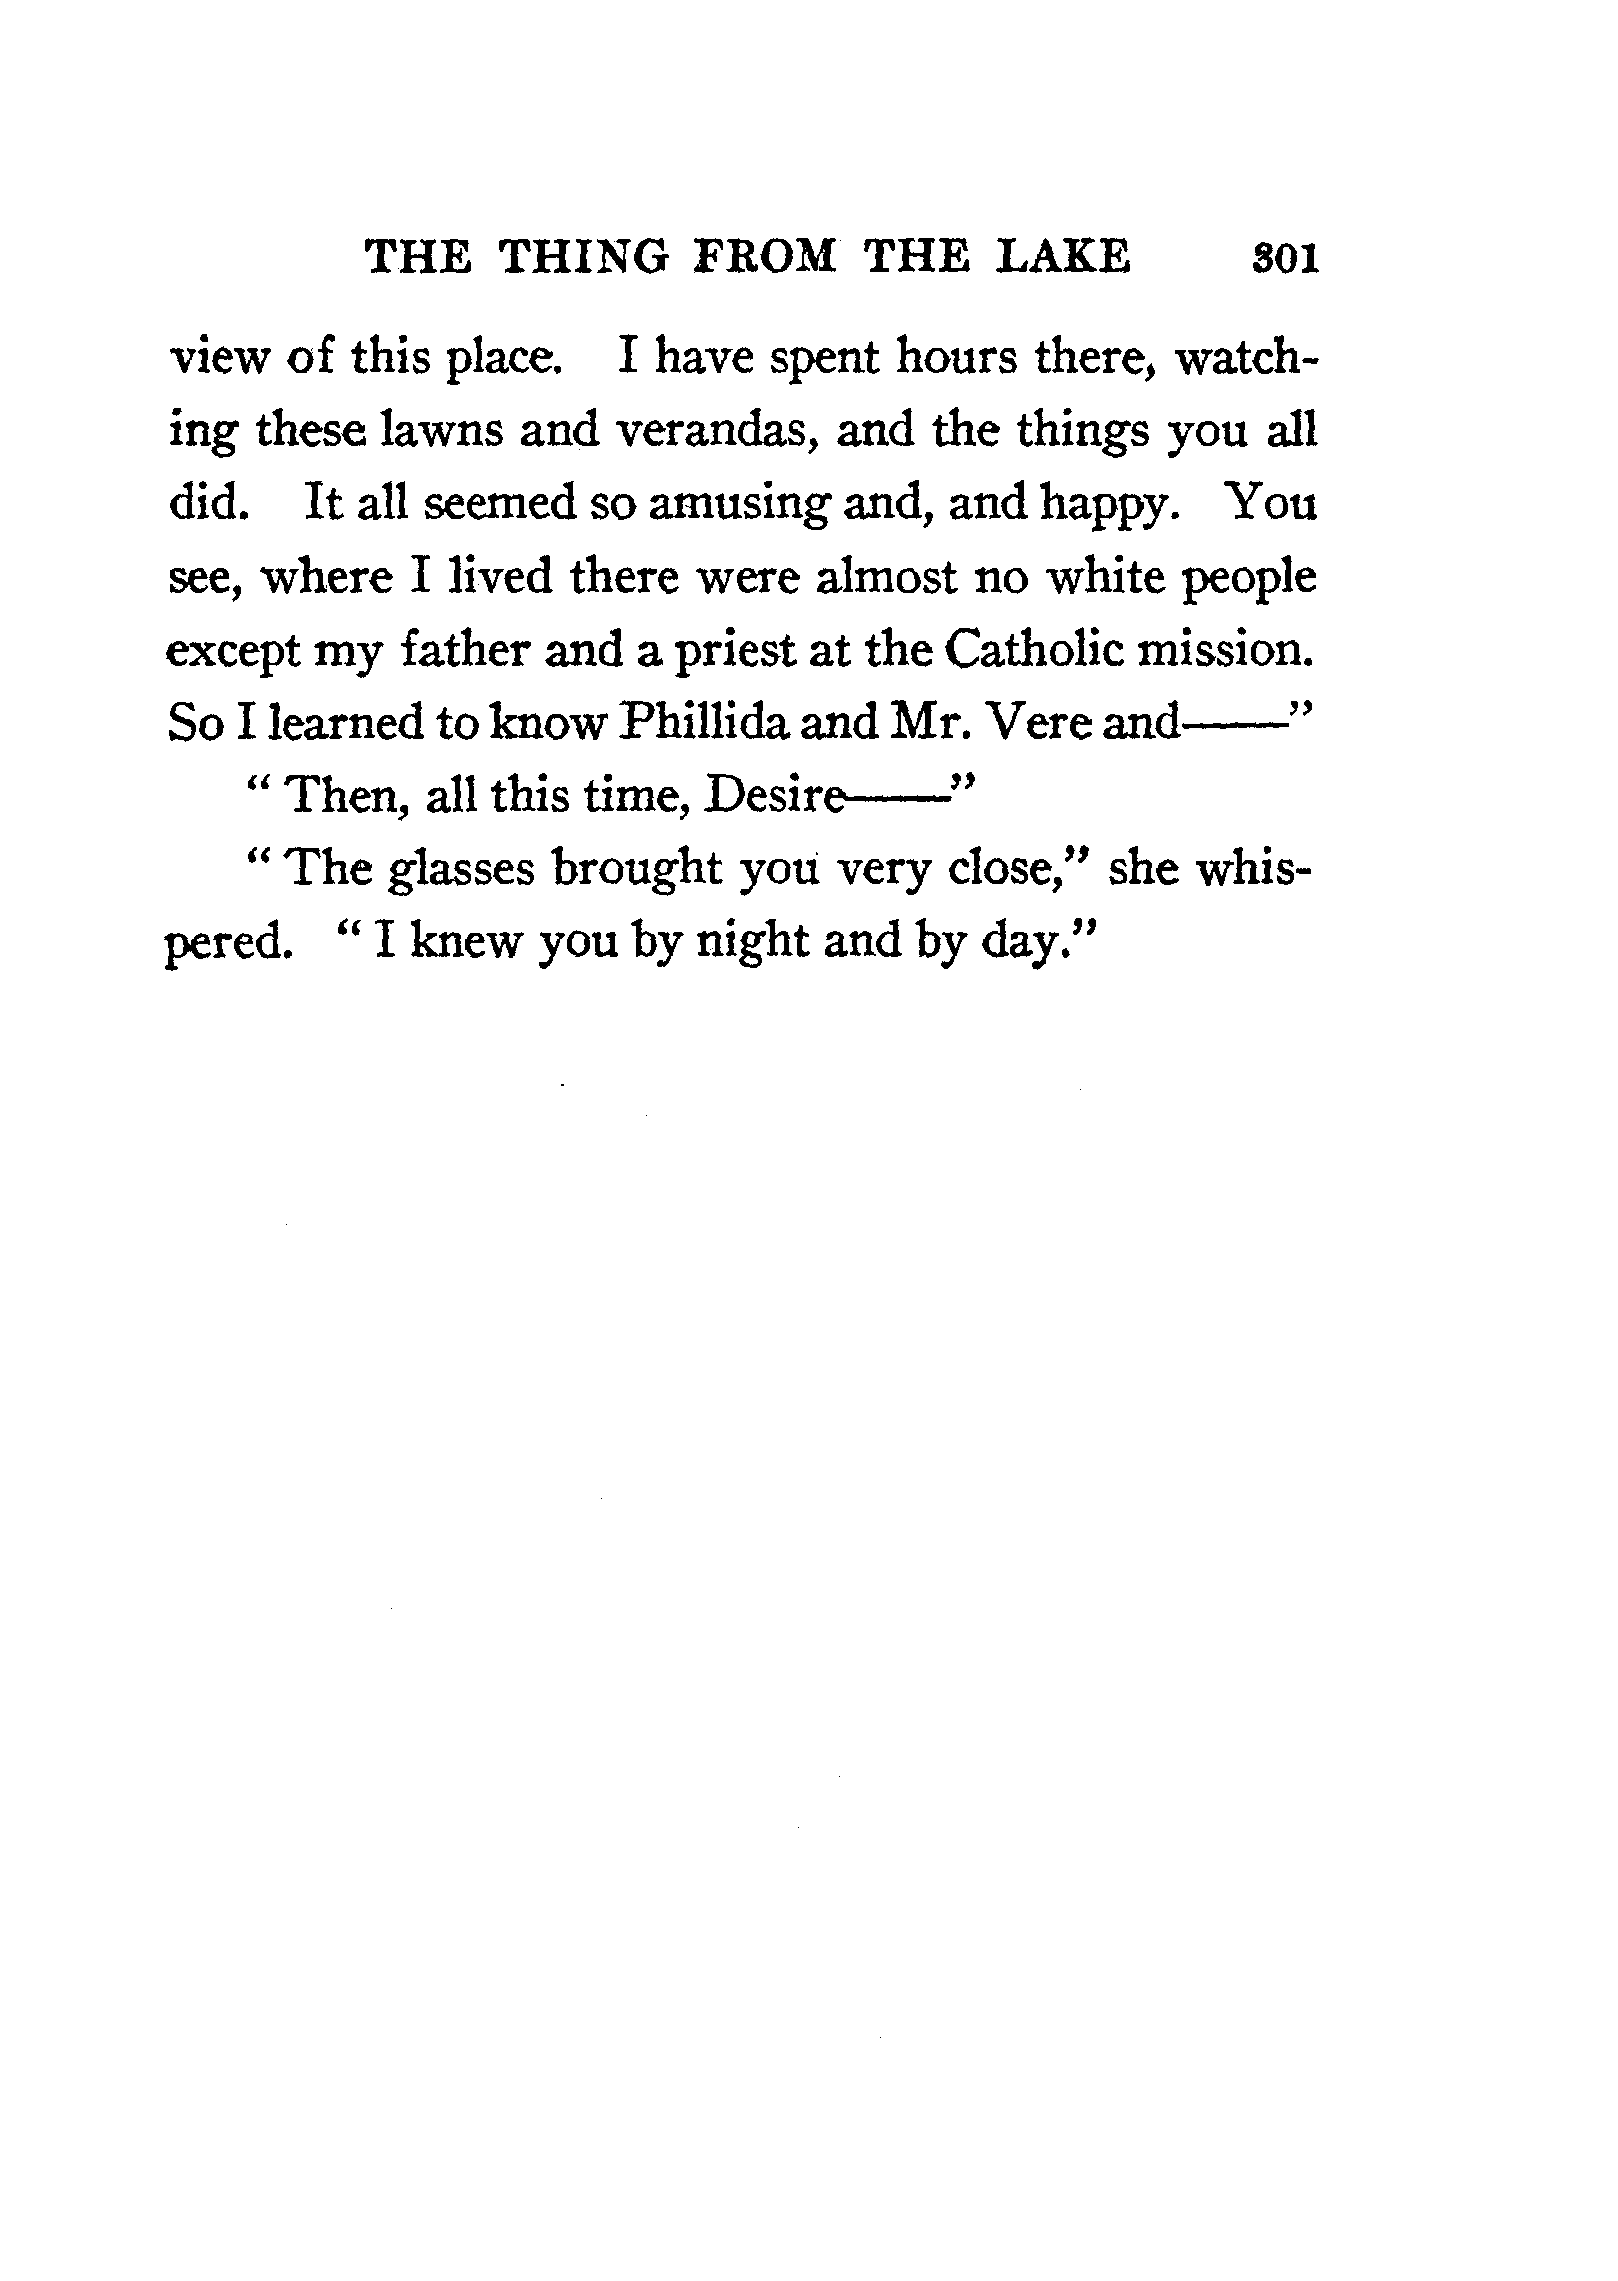 THE THING FROM THE LAKE 301
view of this place. I have spent hours there, watch-
ing these lawns and verandas, and the things you all
did. It all seemed so amusing and, and happy. You
see, where I lived there were almost no white people
except my father and a priest at the Catholic mission.
So I learned to know Phillida and Mr. Vere and——"
" Then, all this time, Desire——"
" The glasses brought you very close," she whis-
pered. " I knew you by night and by day."